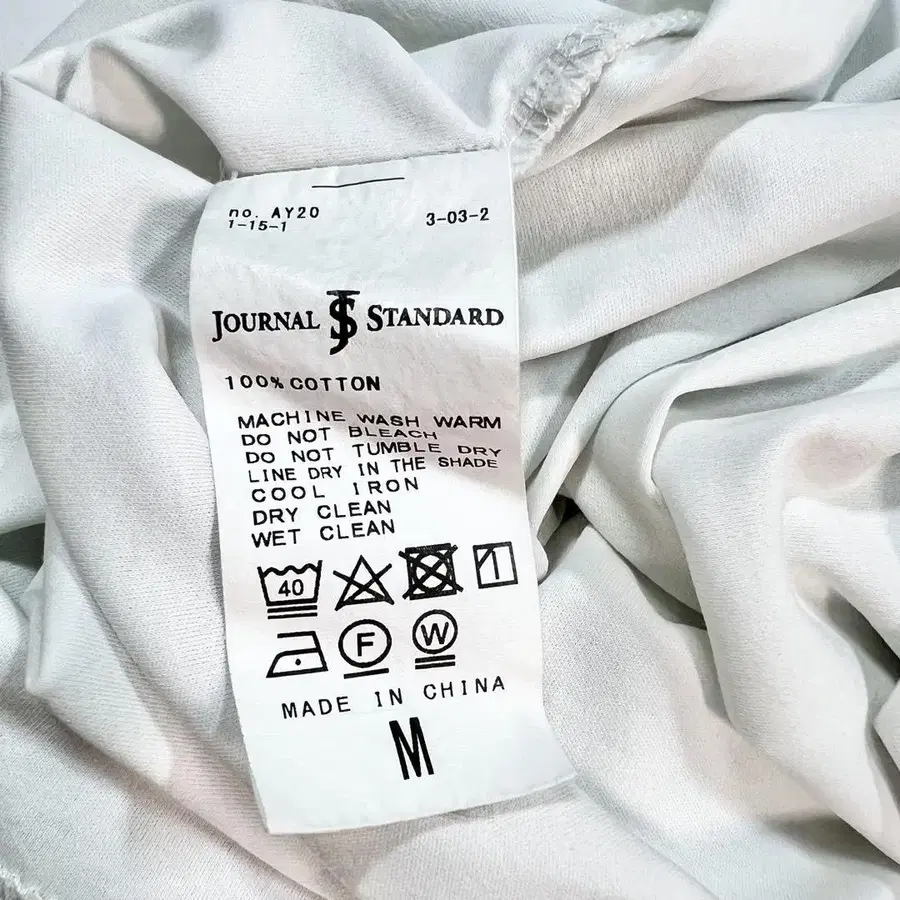 no. AY20 3-03-2
1-15-1
JOURNAL JS STANDARD
100% COTTON
MACHINE WASH WARM
DO NOT BLEACH
DO NOT TUMBLE DRY
LINE DRY IN THE SHADE
COOL IRON
DRY CLEAN
WET CLEAN
40
F W
MADE IN CHINA
M